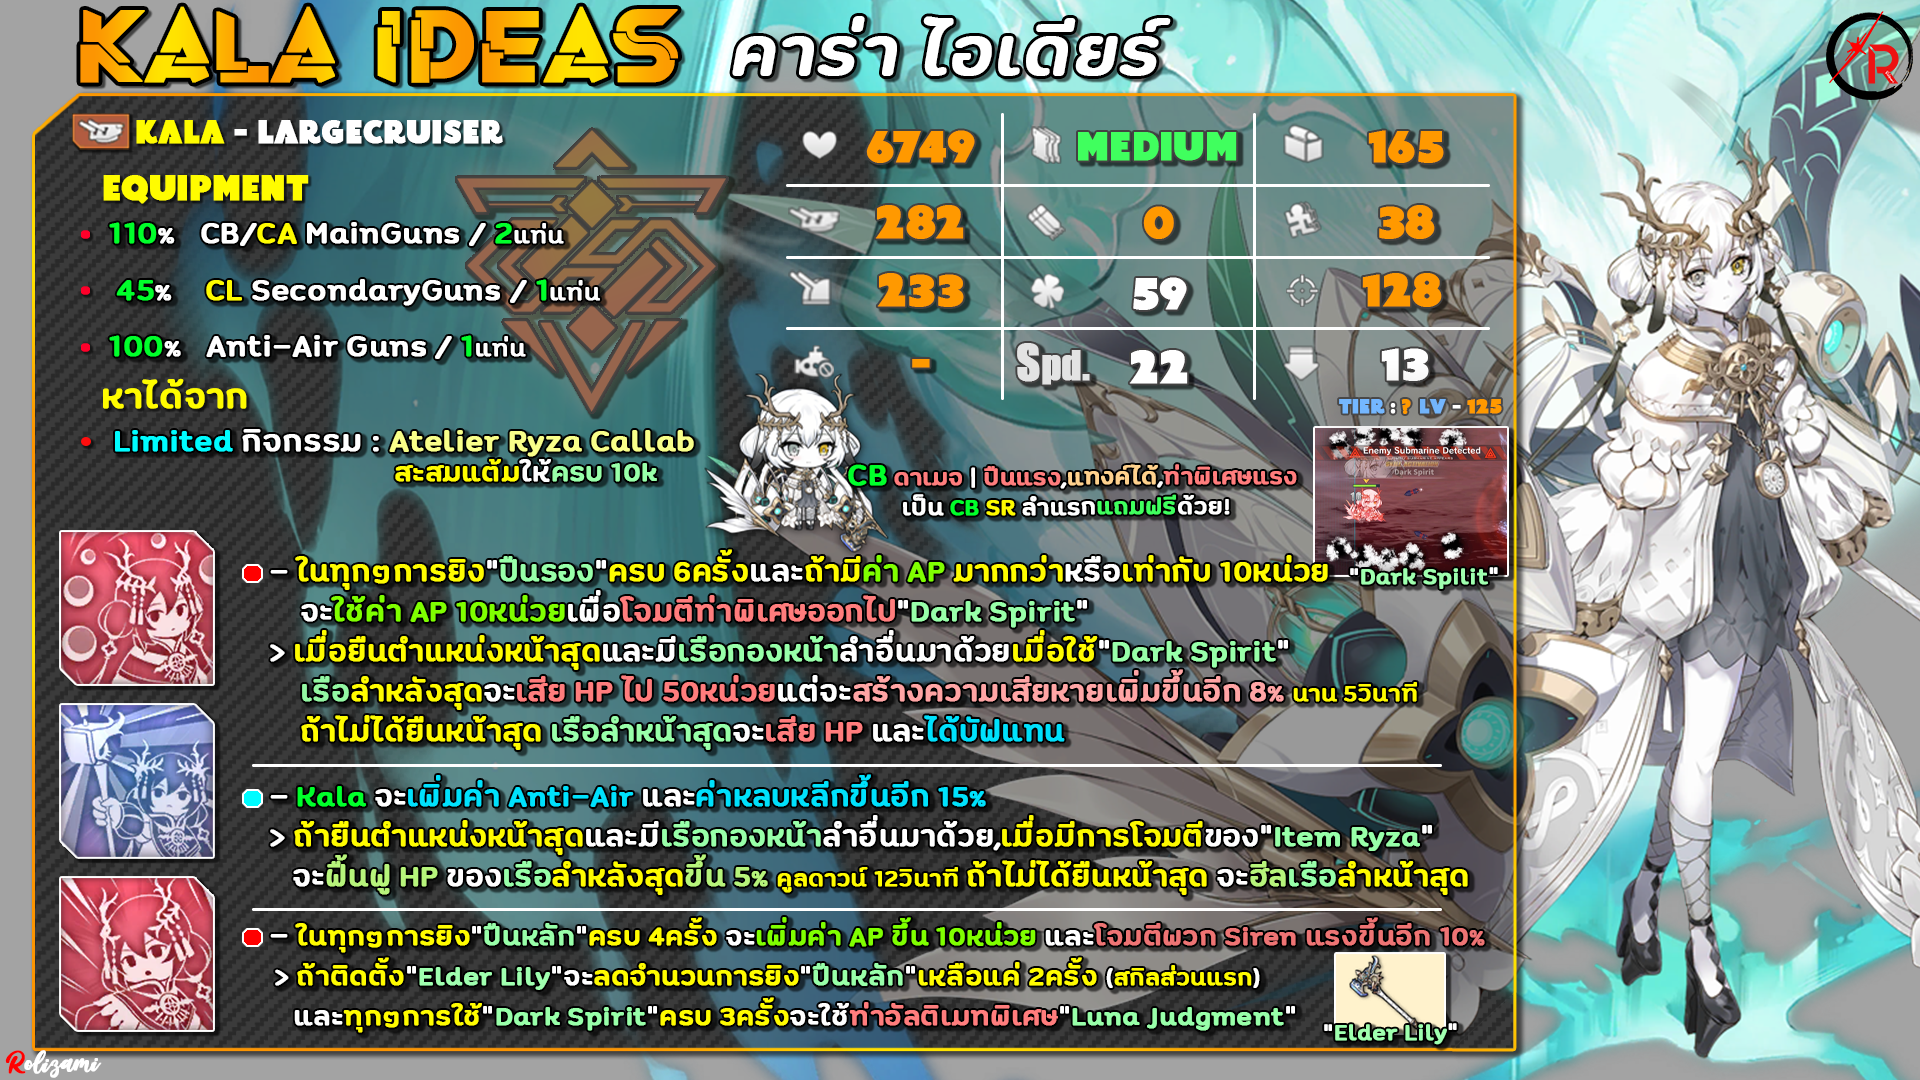 KALA IDEAS คาร่า ไอเดียร์
R
KALA - LARGECRUISER
EQUIPMENT
• 110% CB/CA MainGuns / 2แท่น
• 45% CL SecondaryGuns / 1แท่น
• 100% Anti-Air Guns / 1แท่น
หาได้จาก
• Limited กิจกรรม : Atelier Ryza Callab
สะสมแต้มให้ครบ 10k
6749 MEDIUM 165
282 0 38
233 59 128
- Spd. 22 13
TIER : ? LV - 125
CB ดาเมจ | ปืนแรง,แทงค์ได้,ท่าพิเศษแรง
เป็น CB SR ลำแรกแถมฟรีด้วย!
Enemy Submarine Detected
Dark Spirit
"Dark Spilit"
- ในทุกๆการยิง"ปืนรอง"ครบ 6ครั้งและถ้ามีค่า AP มากกว่าหรือเท่ากับ 10หน่วย
จะใช้ค่า AP 10หน่วยเพื่อโจมตีท่าพิเศษออกไป"Dark Spirit"
> เมื่อยืนตำแหน่งหน้าสุดและมีเรือกองหน้าลำอื่นมาด้วยเมื่อใช้"Dark Spirit"
เรือลำหลังสุดจะเสีย HP ไป 50หน่วยแต่จะสร้างความเสียหายเพิ่มขึ้นอีก 8% นาน 5วินาที
ถ้าไม่ได้ยืนหน้าสุด เรือลำหน้าสุดจะเสีย HP และได้บัฟแทน
- Kala จะเพิ่มค่า Anti-Air และค่าหลบหลีกขึ้นอีก 15%
> ถ้ายืนตำแหน่งหน้าสุดและมีเรือกองหน้าลำอื่นมาด้วย,เมื่อมีการโจมตีของ"Item Ryza"
จะฟื้นฟู HP ของเรือลำหลังสุดขึ้น 5% คูลดาวน์ 12วินาที ถ้าไม่ได้ยืนหน้าสุด จะฮีลเรือลำหน้าสุด
- ในทุกๆการยิง"ปืนหลัก"ครบ 4ครั้ง จะเพิ่มค่า AP ขึ้น 10หน่วย และโจมตีพวก Siren แรงขึ้นอีก 10%
> ถ้าติดตั้ง"Elder Lily"จะลดจำนวนการยิง"ปืนหลัก"เหลือแค่ 2ครั้ง (สกิลส่วนแรก)
และทุกๆการใช้"Dark Spirit"ครบ 3ครั้งจะใช้ท่าอัลติเมทพิเศษ"Luna Judgment"
"Elder Lily"
Rolizami